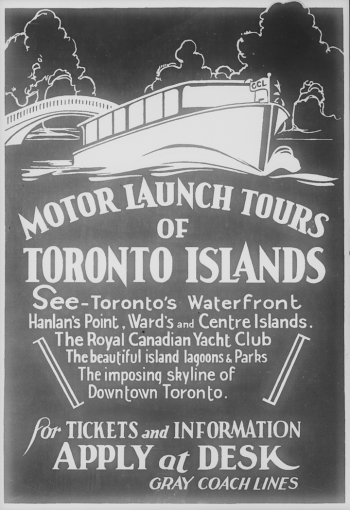 GCL
MOTOR LAUNCH TOURS
OF
TORONTO ISLANDS
See-Toronto's Waterfront
Hanlan's Point, Ward's and Centre Islands.
The Royal Canadian Yacht Club
The beautiful island lagoons & Parks
The imposing skyline of
Downtown Toronto.
for TICKETS and INFORMATION
APPLY at DESK
GRAY COACH LINES